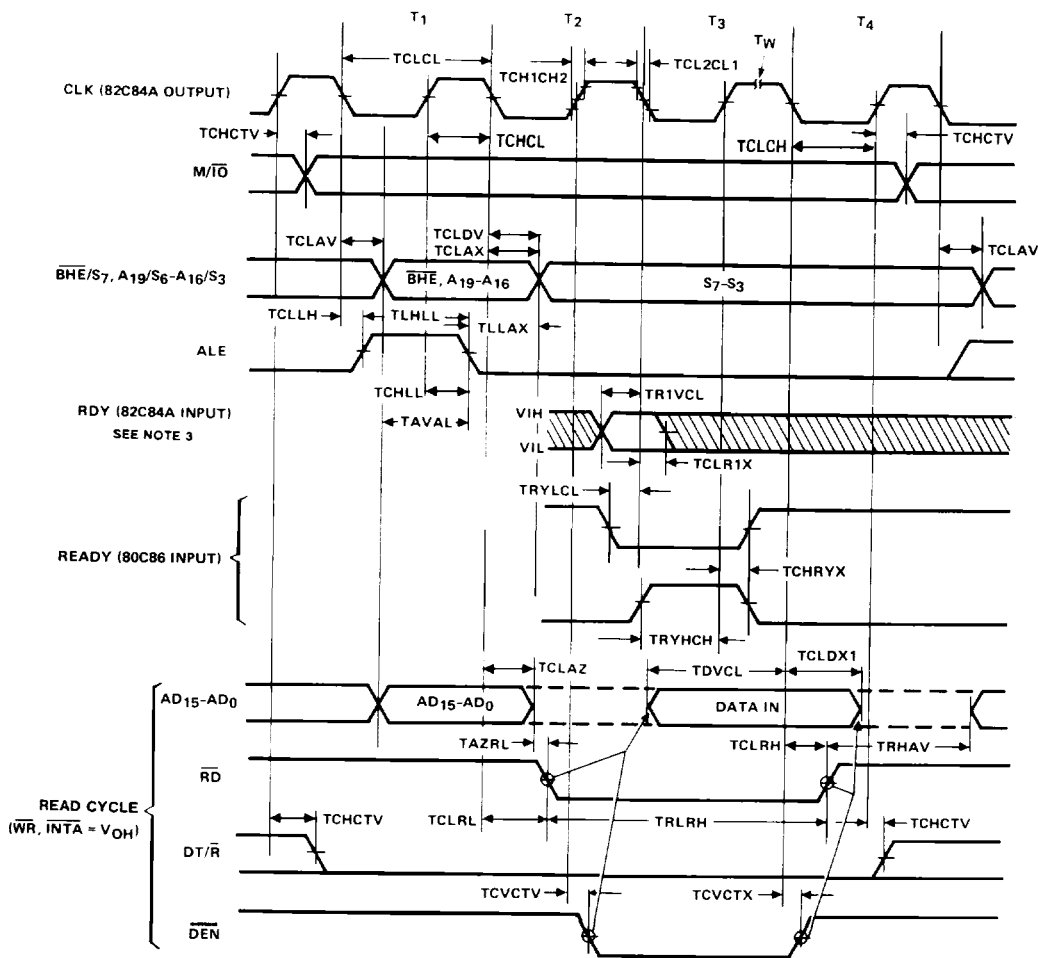 T1 T2 T3 T4
TW
TCLCL TCH1CH2 TCL2CL1
CLK (82C84A OUTPUT)
TCHCTV TCHCL TCLCH TCHCTV
M/IO
TCLDV
TCLAV TCLAX TCLAV
BHE/S7, A19/S6-A16/S3 BHE, A19-A16 S7-S3
TCLLH TLHLL TLLAX
ALE
TCHLL TR1VCL
RDY (82C84A INPUT) VIH
SEE NOTE 3 TAVAL
VIL
TCLR1X
TRYLCL
READY (80C86 INPUT)
TCHRYX
TRYHCH
TCLAZ TDVCL TCLDX1
AD15-AD0 AD15-AD0 DATA IN
TAZRL TCLRH TRHAV
RD
READ CYCLE
(WR, INTA = VOH)
TCLRL TRLRH
TCHCTV TCHCTV
DT/R
TCVCTV TCVCTX
DEN